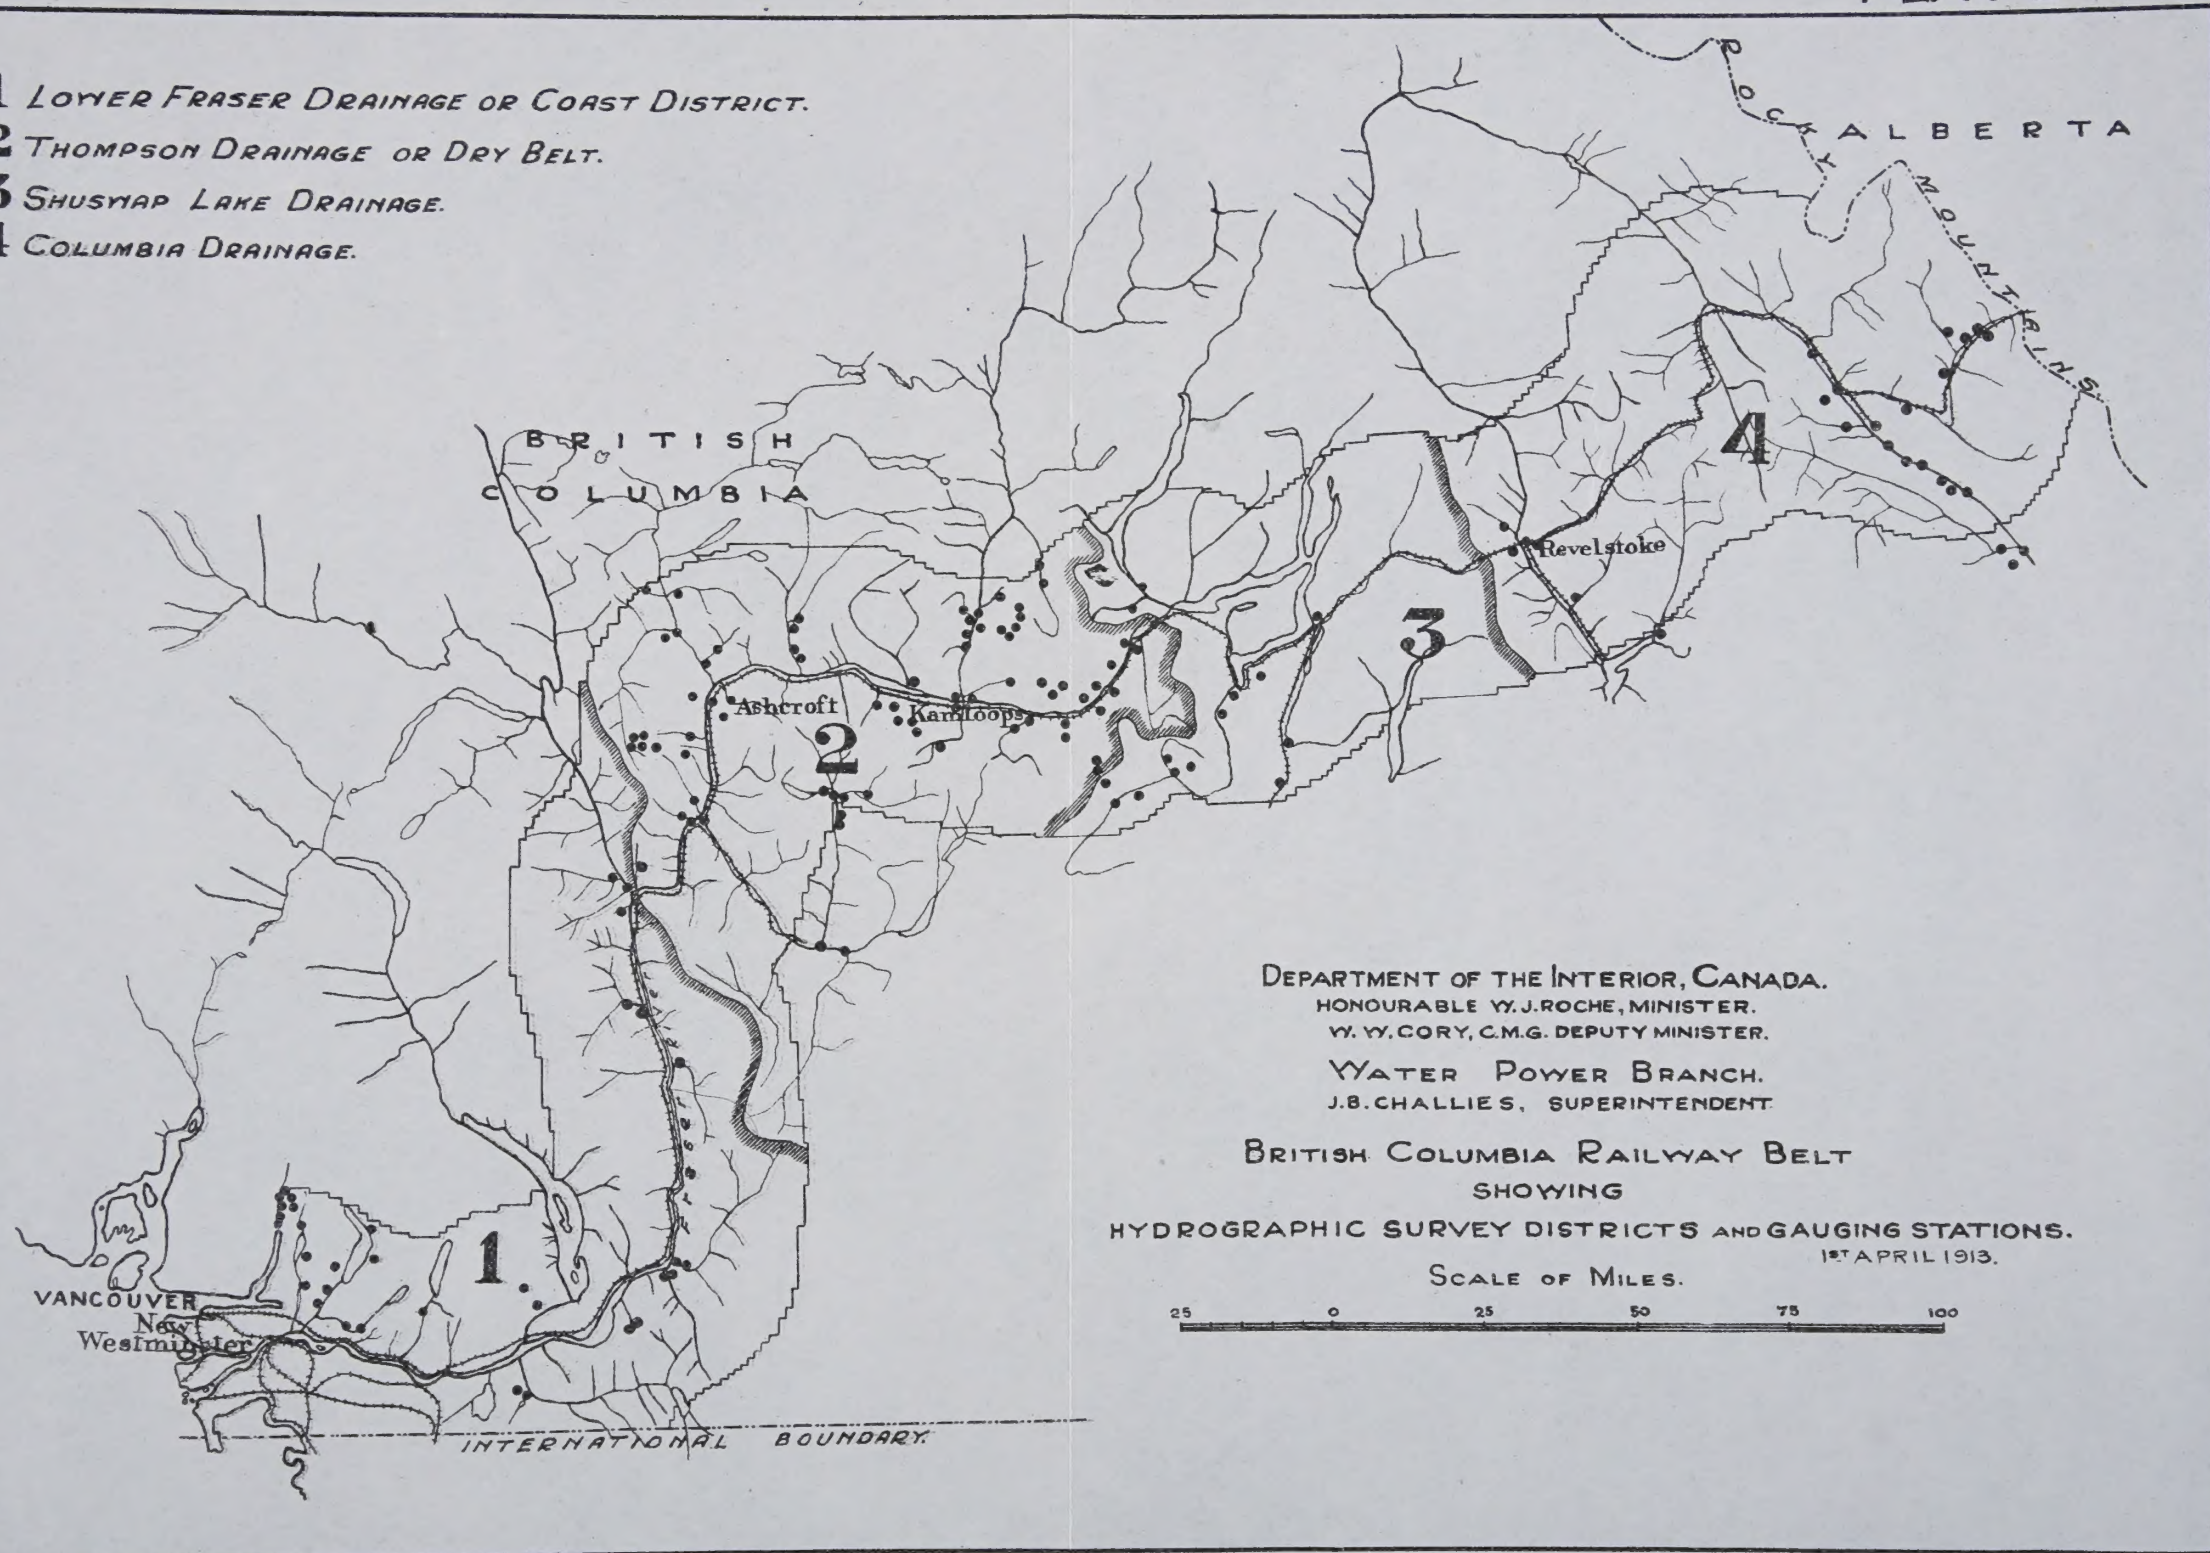 1 LOWER FRASER DRAINAGE OR COAST DISTRICT.
2 THOMPSON DRAINAGE OR DRY BELT.
3 SHUSWAP LAKE DRAINAGE.
4 COLUMBIA DRAINAGE.
ROCKY MOUNTAINS
ALBERTA
BRITISH
COLUMBIA
4
Revelstoke
3
Ashcroft
Kamloops
2
Fraser
1
VANCOUVER
New
Westminster
INTERNATIONAL BOUNDARY.
DEPARTMENT OF THE INTERIOR, CANADA.
HONOURABLE W.J.ROCHE, MINISTER.
W.W.CORY, C.M.G. DEPUTY MINISTER.
WATER POWER BRANCH.
J.B.CHALLIES, SUPERINTENDENT
BRITISH COLUMBIA RAILWAY BELT
SHOWING
HYDROGRAPHIC SURVEY DISTRICTS AND GAUGING STATIONS.
1ST APRIL 1913.
SCALE OF MILES.
25 0 25 50 75 100